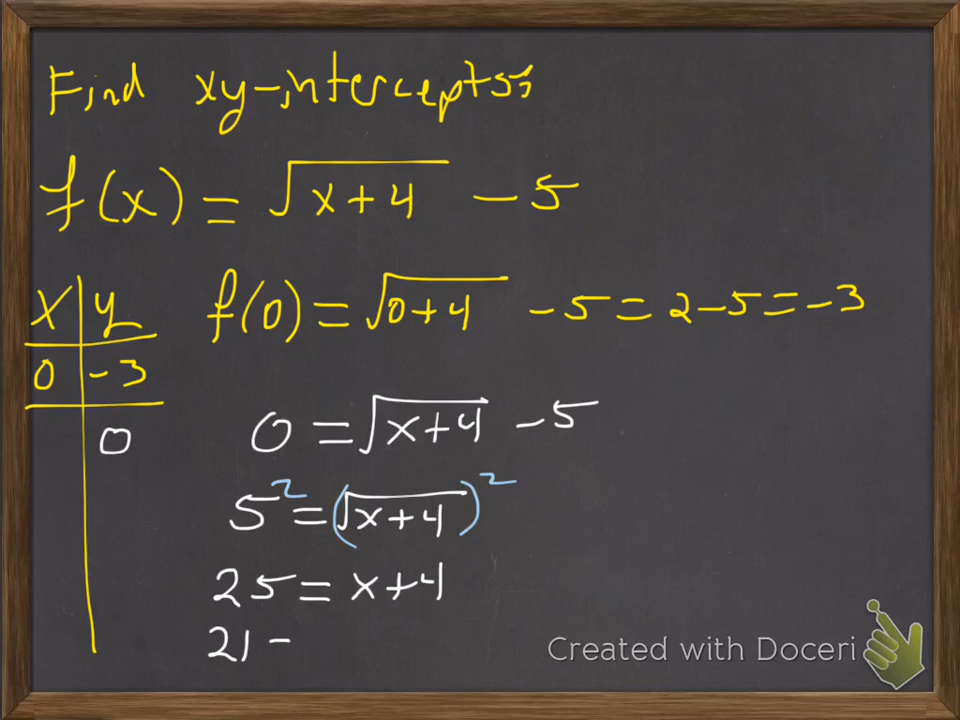 Find xy-intercepts:
f(x) = √(x+4) - 5
x y
0 -3
0
f(0) = √(0+4) - 5 = 2-5 = -3
0 = √(x+4) - 5
5² = (√(x+4))²
25 = x+4
21 =
Created with Doceri